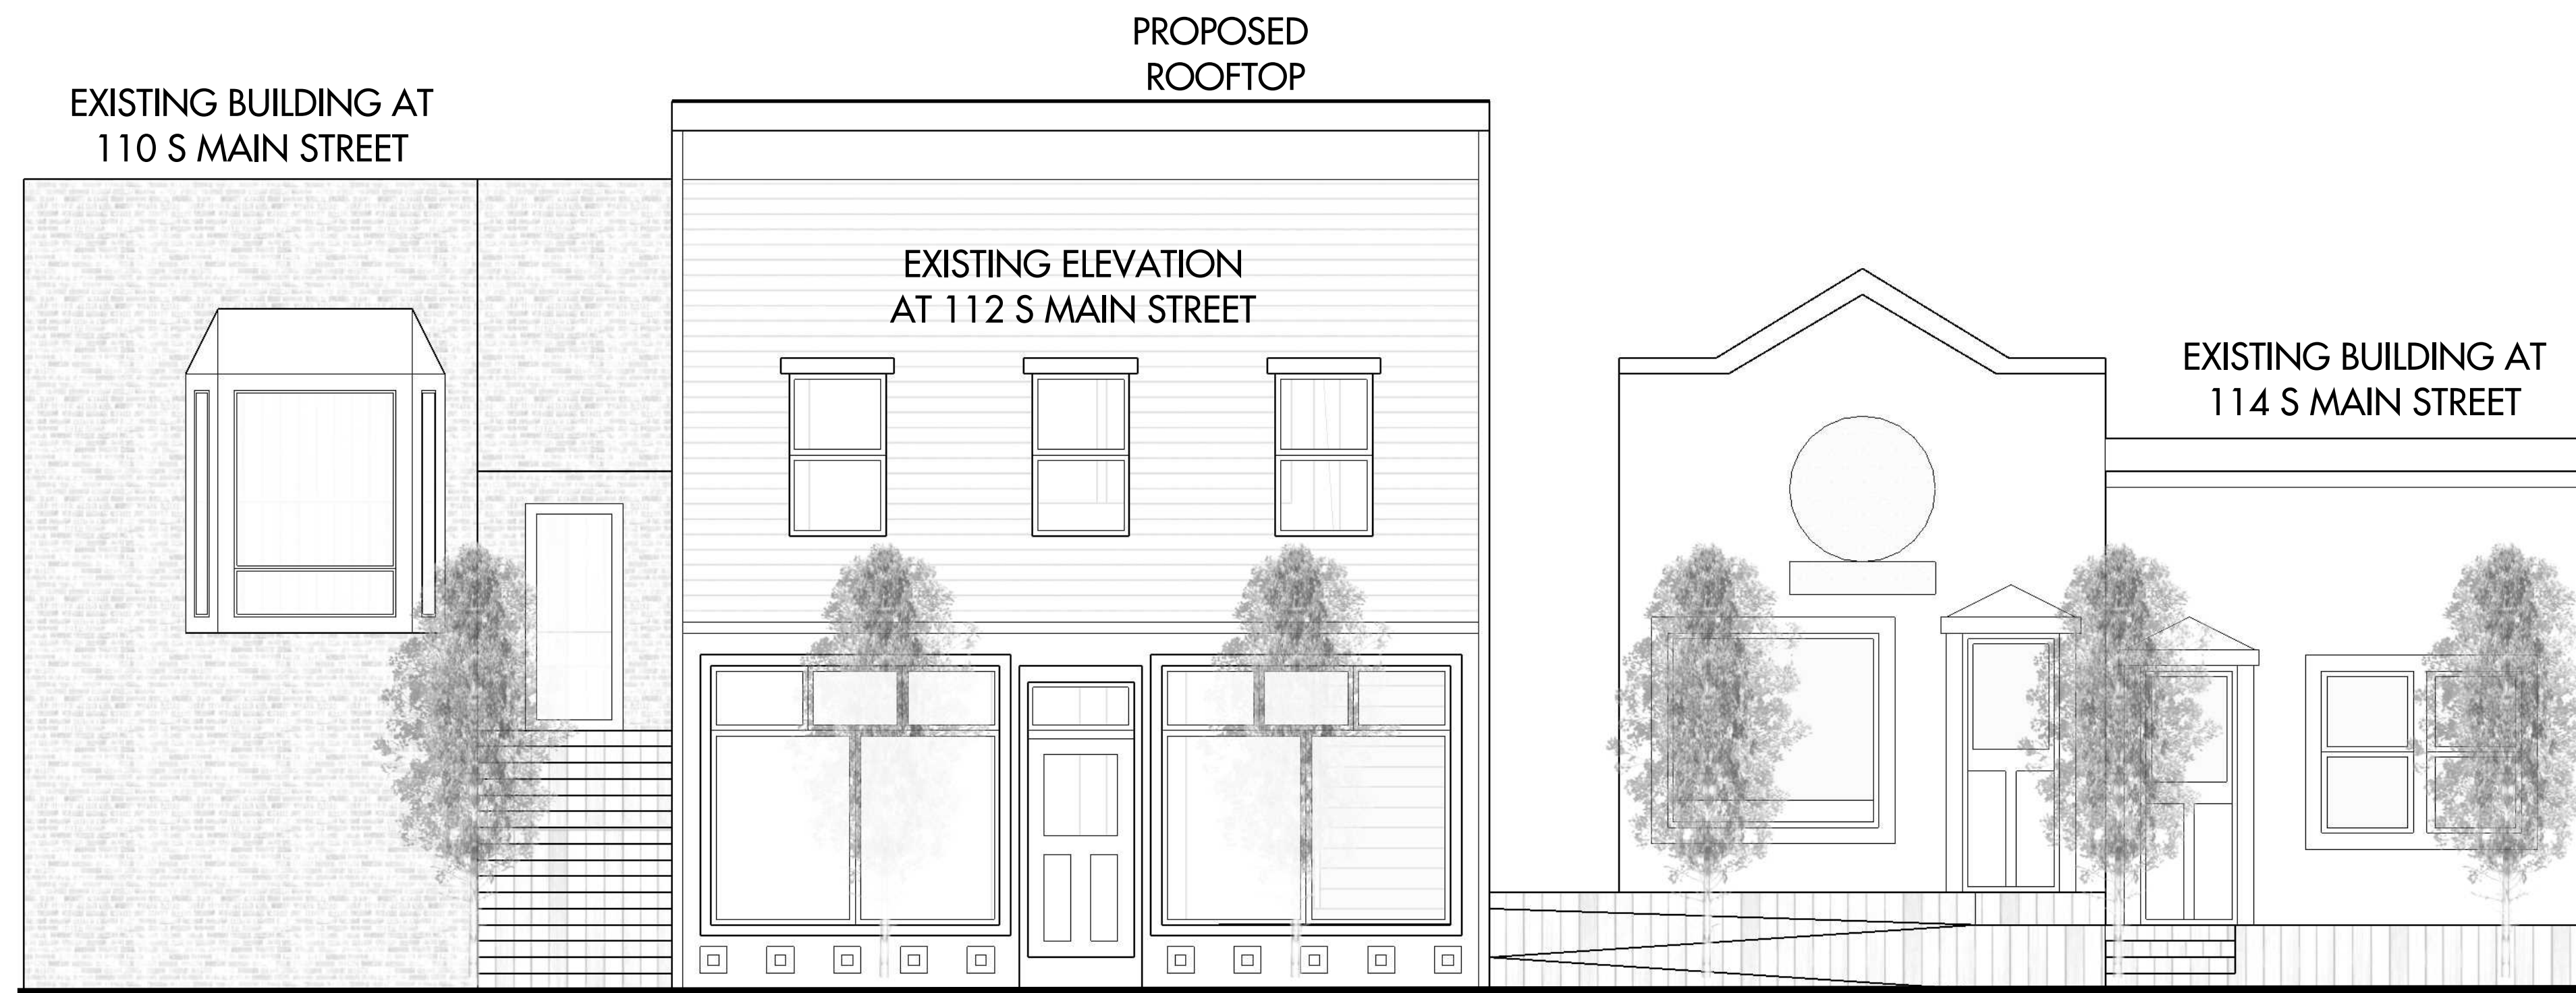 PROPOSED
ROOFTOP
EXISTING BUILDING AT
110 S MAIN STREET
EXISTING ELEVATION
AT 112 S MAIN STREET
EXISTING BUILDING AT
114 S MAIN STREET